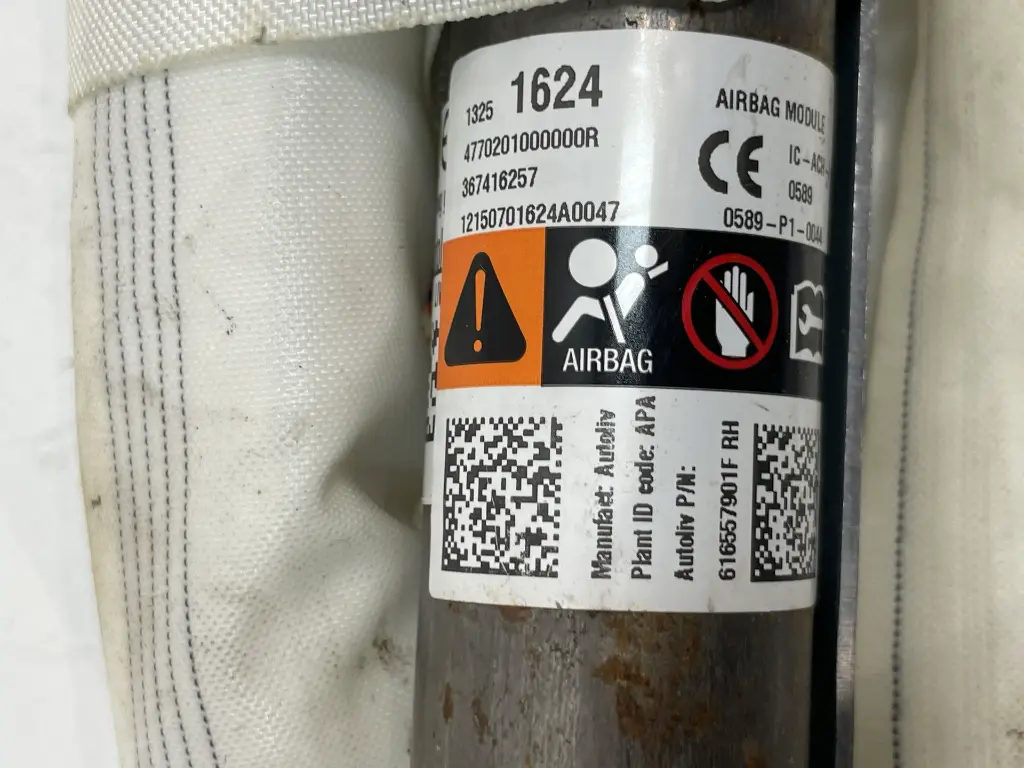 1325 1624
4770201000000R
367416257
12150701624A0047
AIRBAG MODULE
CE
0589
0589-P1-0044
AIRBAG
Manufact: Autoliv
Plant ID code: APA
Autoliv P/N:
616557901F RH